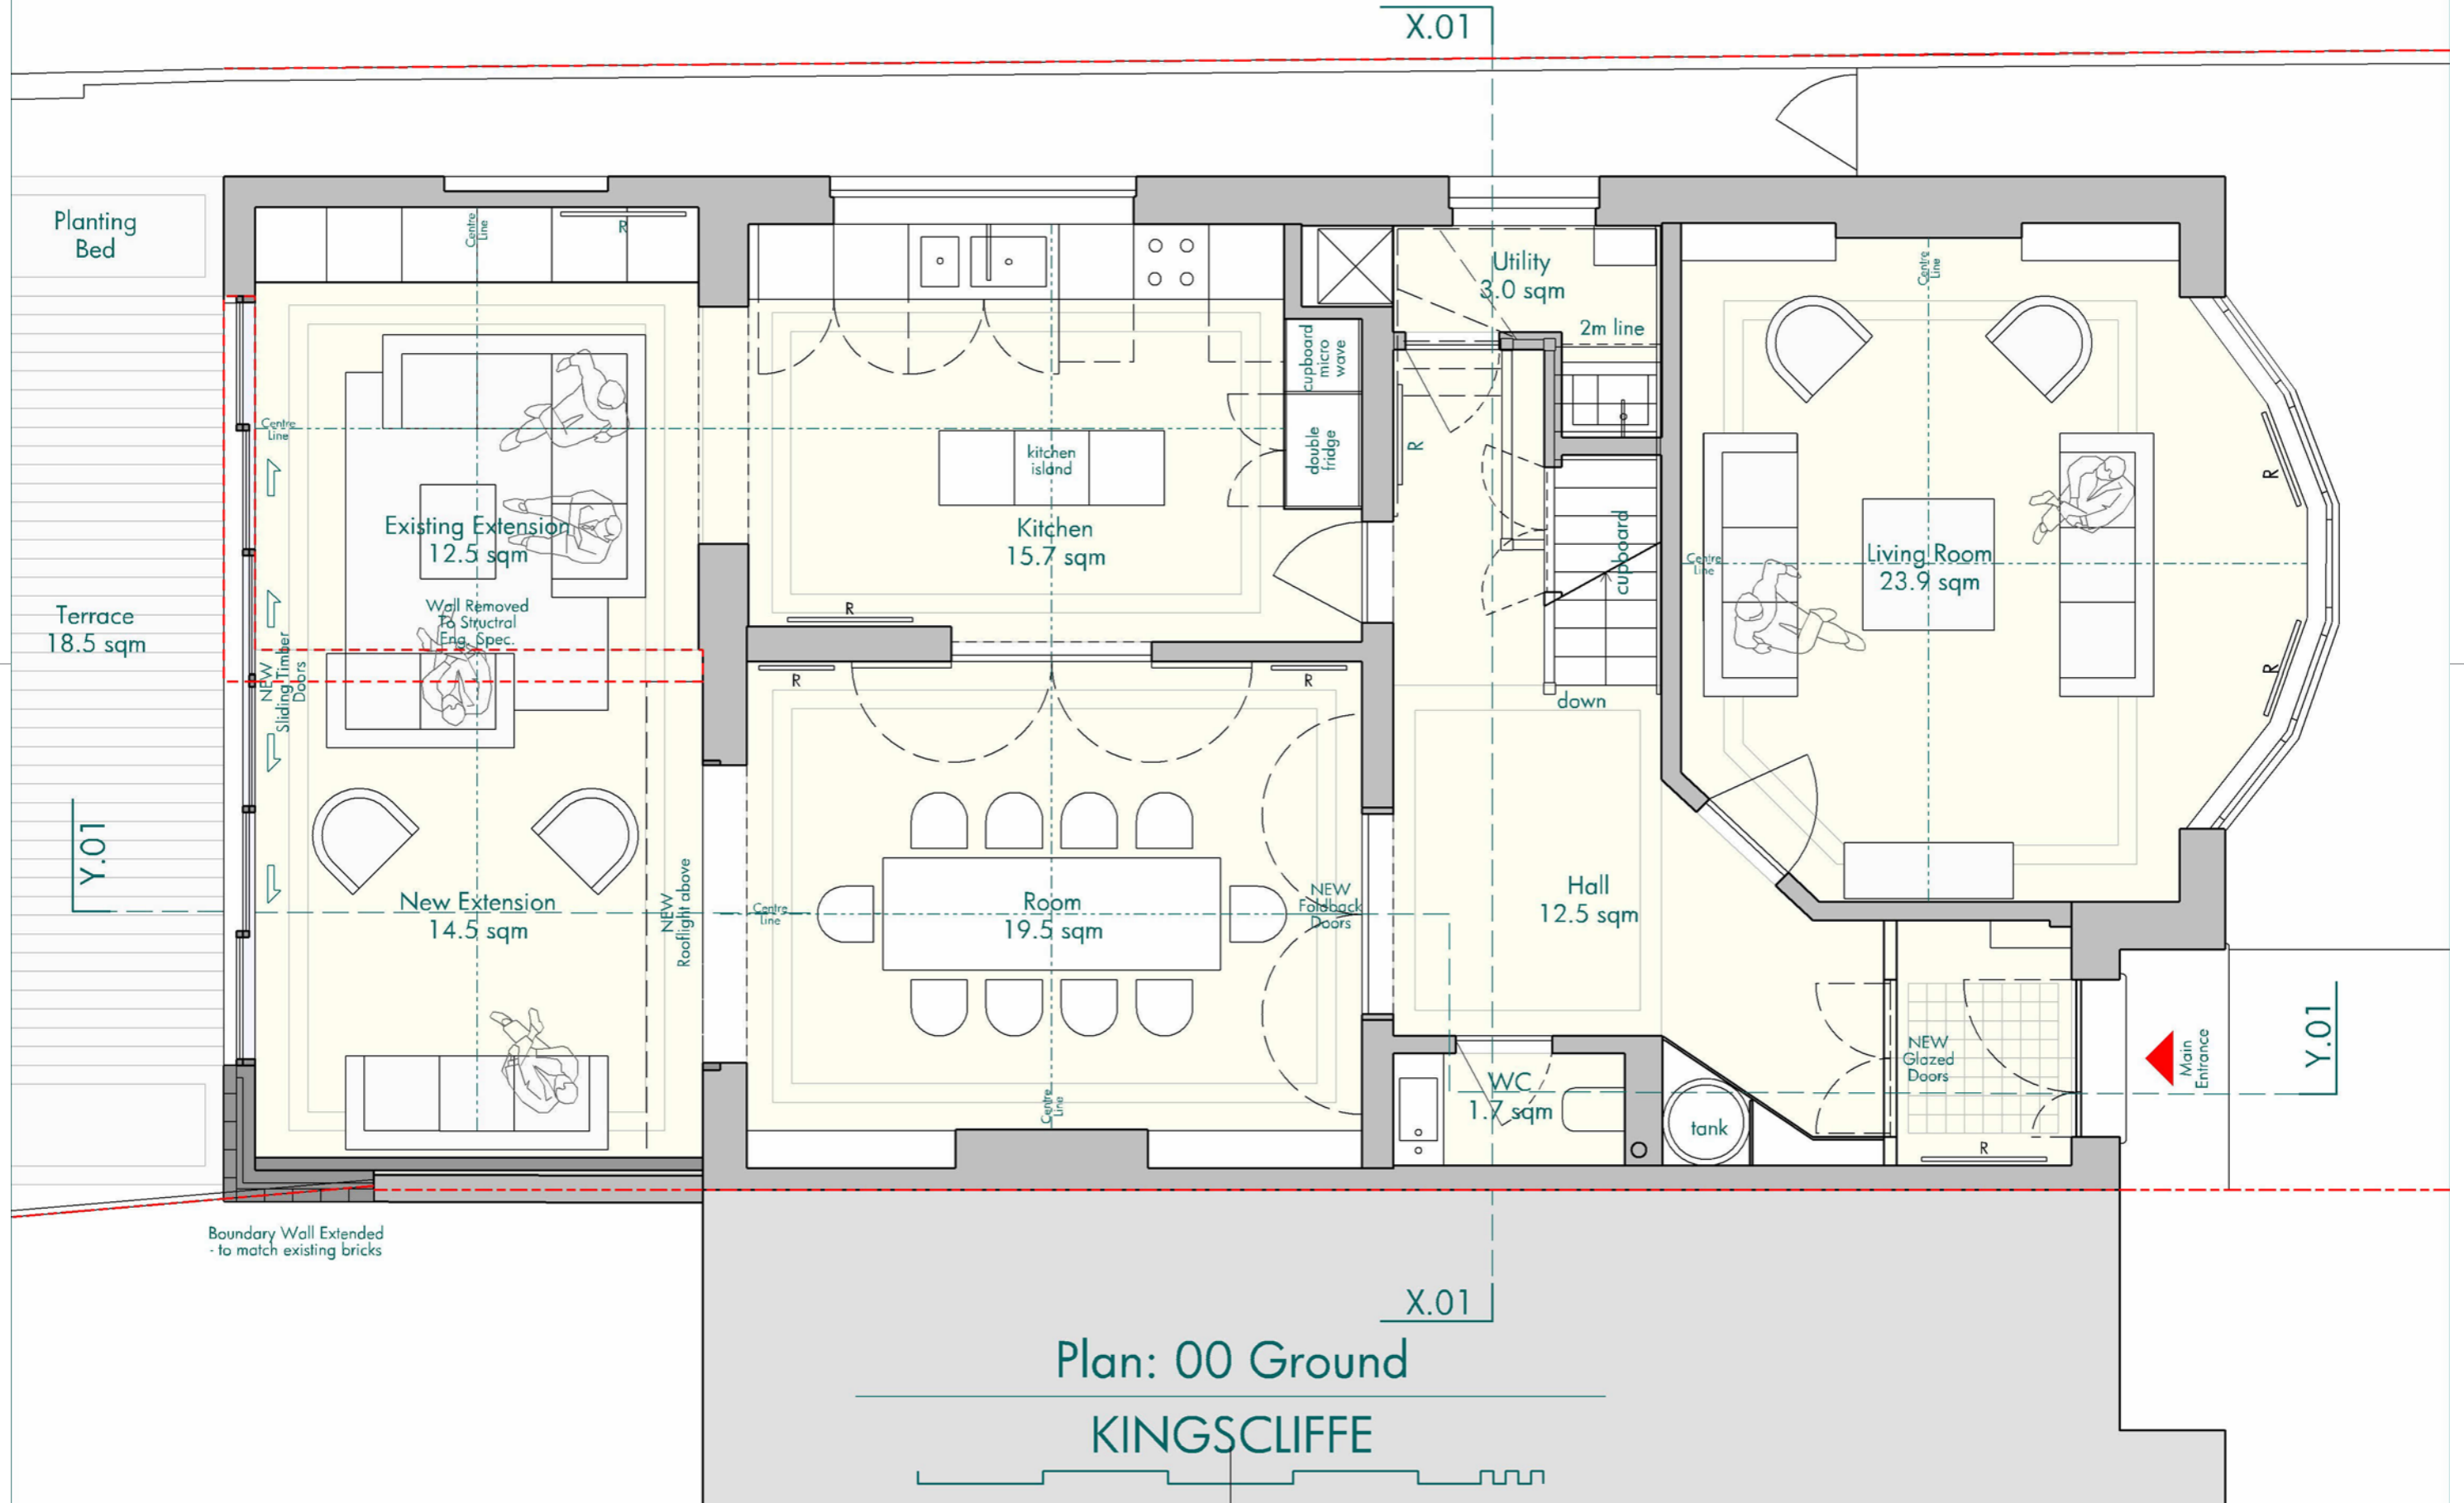 X.01
Planting
Bed
Centre
Line
R
Utility
3.0 sqm
2m line
Centre
Line
cupboard
micro
wave
double
fridge
R
Centre
Line
kitchen
island
Existing Extension
12.5 sqm
Kitchen
15.7 sqm
cupboard
Centre
Line
Living Room
23.9 sqm
R
R
Wall Removed
To Structral
Eng. Spec.
R
Terrace
18.5 sqm
NEW
Sliding Timber
Doors
R
R
down
Y.01
New Extension
14.5 sqm
NEW
Rooflight above
Centre
Line
Room
19.5 sqm
NEW
Foldback
Doors
Hall
12.5 sqm
Centre
Line
WC
1.7 sqm
tank
NEW
Glazed
Doors
R
Main
Entrance
Y.01
Boundary Wall Extended
- to match existing bricks
X.01
Plan: 00 Ground
KINGSCLIFFE